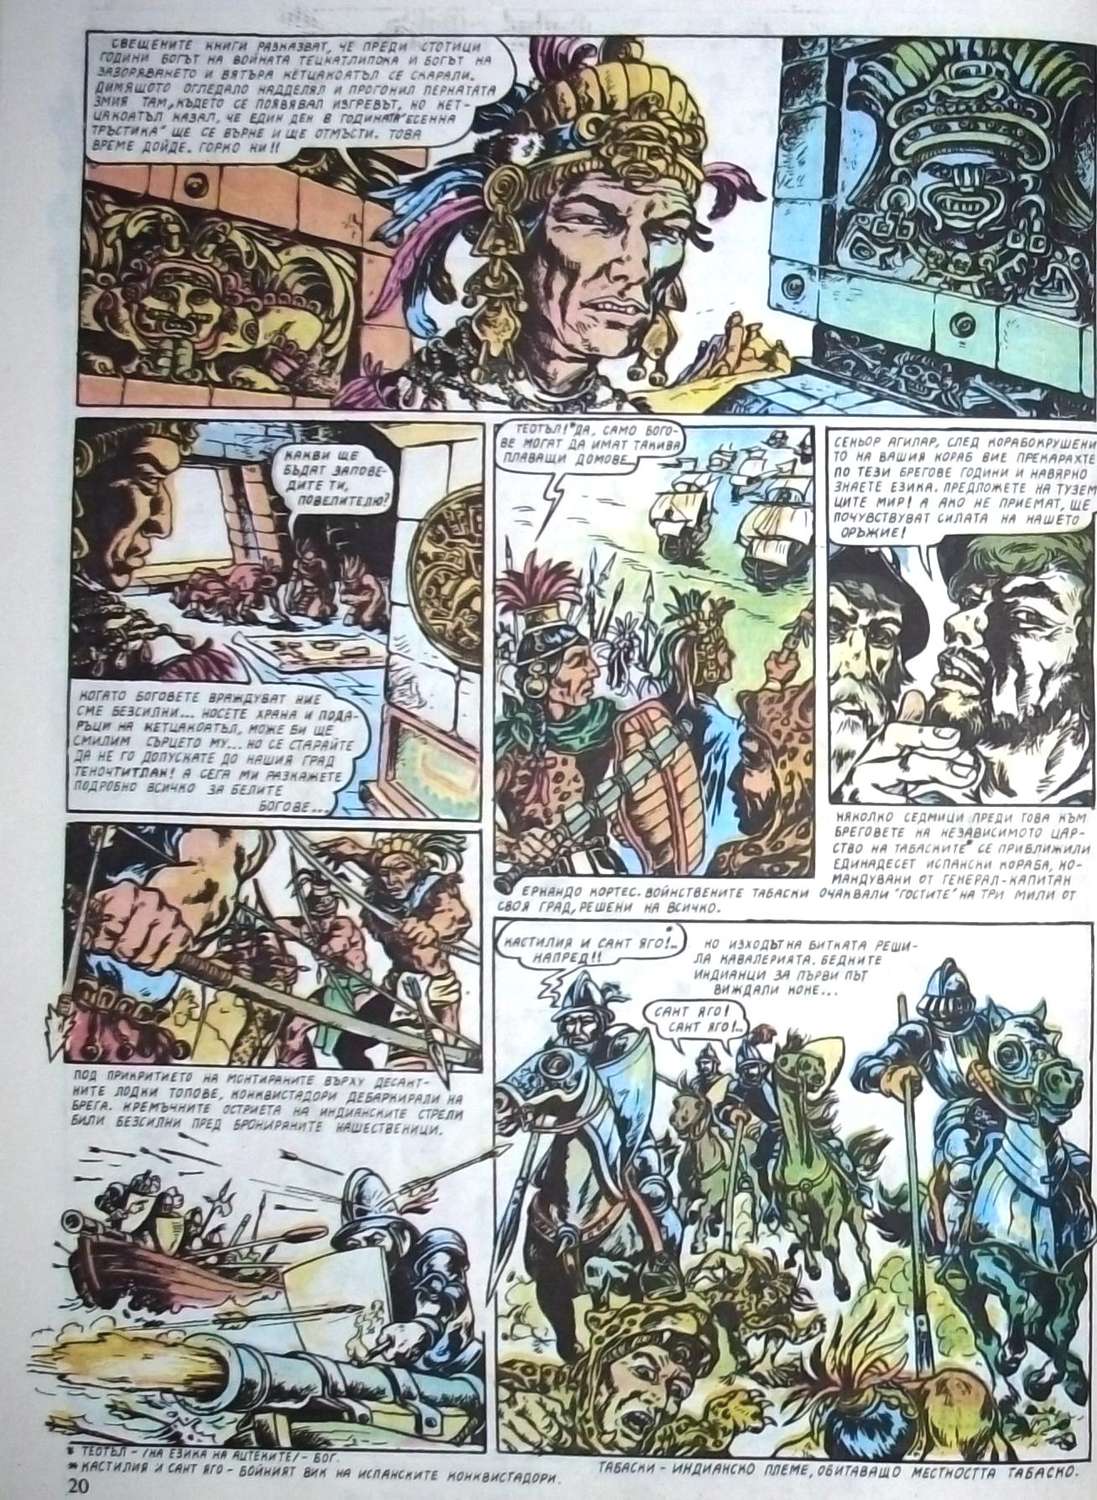 СВЕЩЕНИТЕ КНИГИ РАЗКАЗВАТ, ЧЕ ПРЕДИ СТОТИЦИ
ГОДИНИ БОГЪТ НА ВОЙНАТА ТЕЦКАТЛИПОКА И БОГЪТ НА
ЗАЗОРЯВАНЕТО И ВЯТЪРА КЕТЦАКОАТЪЛ СЕ СКАРАЛИ.
ДИМЯЩОТО ОГЛЕДАЛО НАДДЕЛЯЛ И ПРОГОНИЛ ПЕРНАТАТА
ЗМИЯ ТАМ, КЪДЕТО СЕ ПОЯВЯВАЛ ИЗГРЕВЪТ, НО КЕТ-
ЦАКОАТЪЛ КАЗАЛ, ЧЕ ЕДИН ДЕН В ГОДИНАТА "ЕСЕННА
ТРЪСТИКА" ЩЕ СЕ ВЪРНЕ И ЩЕ ОТМЪСТИ. ТОВА
ВРЕМЕ ДОЙДЕ. ГОРКО НИ!!
КАКВИ ЩЕ
БЪДАТ ЗАПОВЕ-
ДИТЕ ТИ,
ПОВЕЛИТЕЛЮ?
КОГАТО БОГОВЕТЕ ВРАЖДУВАТ НИЕ
СМЕ БЕЗСИЛНИ... НОСЕТЕ ХРАНА И ПОДА-
РЪЦИ НА КЕТЦАКОАТЪЛ, МОЖЕ БИ ЩЕ
СМИЛИМ СЪРЦЕТО МУ... НО СЕ СТАРАЙТЕ
ДА НЕ ГО ДОПУСКАТЕ ДО НАШИЯ ГРАД
ТЕНОЧТИТЛАН! А СЕГА МИ РАЗКАЖЕТЕ
ПОДРОБНО ВСИЧКО ЗА БЕЛИТЕ
БОГОВЕ...
ТЕОТЪЛ!* ДА, САМО БОГО-
ВЕ МОГАТ ДА ИМАТ ТАКИВА
ПЛАВАЩИ ДОМОВЕ...
СЕНЬОР АГИЛАР, СЛЕД КОРАБОКРУШЕНИ
ТО НА ВАШИЯ КОРАБ ВИЕ ПРЕКАРАХТЕ
ПО ТЕЗИ БРЕГОВЕ ГОДИНИ И НАВЯРНО
ЗНАЕТЕ ЕЗИКА. ПРЕДЛОЖЕТЕ НА ТУЗЕМ
ЦИТЕ МИР! А АКО НЕ ПРИЕМАТ, ЩЕ
ПОЧУВСТВУВАТ СИЛАТА НА НАШЕТО
ОРЪЖИЕ!
НЯКОЛКО СЕДМИЦИ ПРЕДИ ТОВА КЪМ
БРЕГОВЕТЕ НА НЕЗАВИСИМОТО ЦАР-
СТВО НА ТАБАСКИТЕ* СЕ ПРИБЛИЖИЛИ
ЕДИНАДЕСЕТ ИСПАНСКИ КОРАБА, КО-
МАНДУВАНИ ОТ ГЕНЕРАЛ-КАПИТАН
ЕРНАНДО КОРТЕС. ВОЙНСТВЕНИТЕ ТАБАСКИ ОЧАКВАЛИ "ГОСТИТЕ" НА ТРИ МИЛИ ОТ
СВОЯ ГРАД, РЕШЕНИ НА ВСИЧКО.
ПОД ПРИКРИТИЕТО НА МОНТИРАНИТЕ ВЪРХУ ДЕСАНТ-
НИТЕ ЛОДКИ ТОПОВЕ, КОНКВИСТАДОРИ ДЕБАРКИРАЛИ НА
БРЕГА. КРЕМЪЧНИТЕ ОСТРИЕТА НА ИНДИАНСКИТЕ СТРЕЛИ
БИЛИ БЕЗСИЛНИ ПРЕД БРОНИРАНИТЕ НАШЕСТВЕНИЦИ.
КАСТИЛИЯ И САНТ ЯГО!...*
НАПРЕД!!
НО ИЗХОДЪТ НА БИТКАТА РЕШИ-
ЛА КАВАЛЕРИЯТА. БЕДНИТЕ
ИНДИАНЦИ ЗА ПЪРВИ ПЪТ
ВИЖДАЛИ КОНЕ...
САНТ ЯГО!
САНТ ЯГО!...
* ТЕОТЪЛ - /НА ЕЗИКА НА АЦТЕКИТЕ/ - БОГ.
* КАСТИЛИЯ И САНТ ЯГО - БОЙНИЯТ ВИК НА ИСПАНСКИТЕ КОНКВИСТАДОРИ.
ТАБАСКИ - ИНДИАНСКО ПЛЕМЕ, ОБИТАВАЩО МЕСТНОСТТА ТАБАСКО.
20